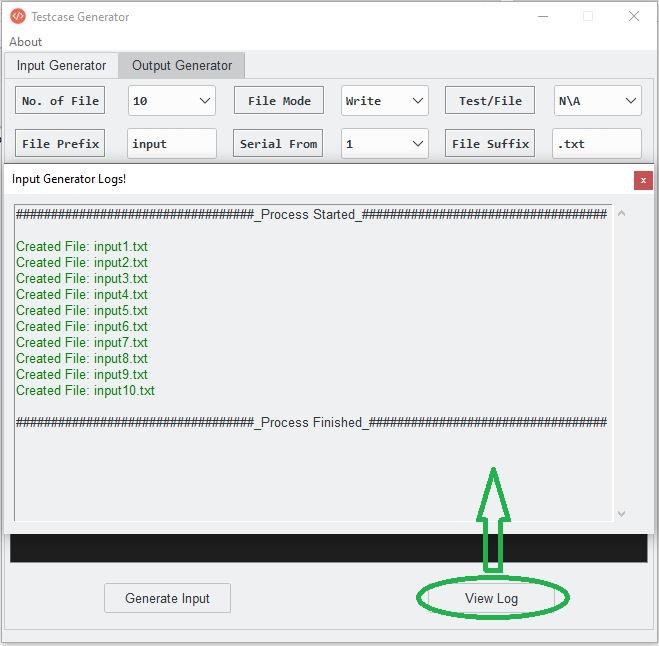 Testcase Generator
About
Input Generator Output Generator
No. of File 10 File Mode Write Test/File N\A
File Prefix input Serial From 1 File Suffix .txt
Input Generator Logs!
x
##################################_Process Started_###################################
Created File: input1.txt
Created File: input2.txt
Created File: input3.txt
Created File: input4.txt
Created File: input5.txt
Created File: input6.txt
Created File: input7.txt
Created File: input8.txt
Created File: input9.txt
Created File: input10.txt
##################################_Process Finished_##################################
Generate Input View Log